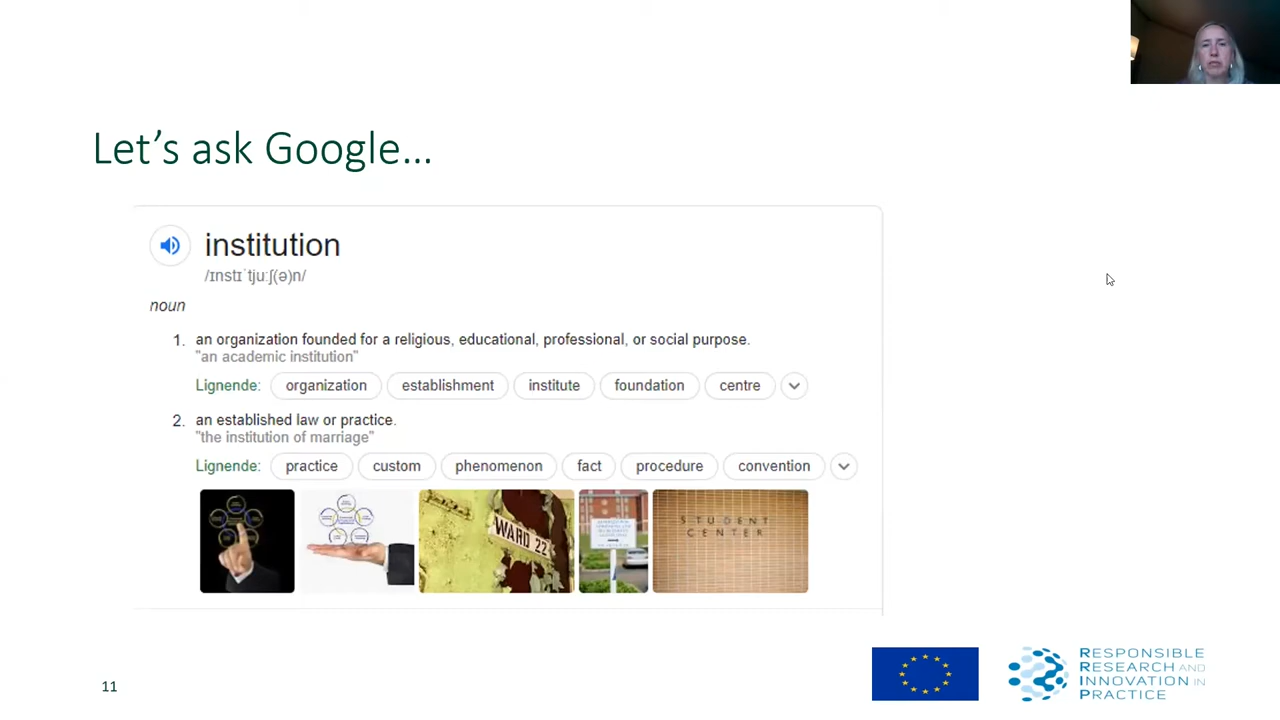 Let's ask Google...
institution
/ɪnstɪˈtjuːʃ(ə)n/
noun
1. an organization founded for a religious, educational, professional, or social purpose.
"an academic institution"
Lignende: organization establishment institute foundation centre
2. an established law or practice.
"the institution of marriage"
Lignende: practice custom phenomenon fact procedure convention
WARD 22
STUDENT
CENTER
11
RESPONSIBLE
RESEARCH AND
INNOVATION IN
PRACTICE